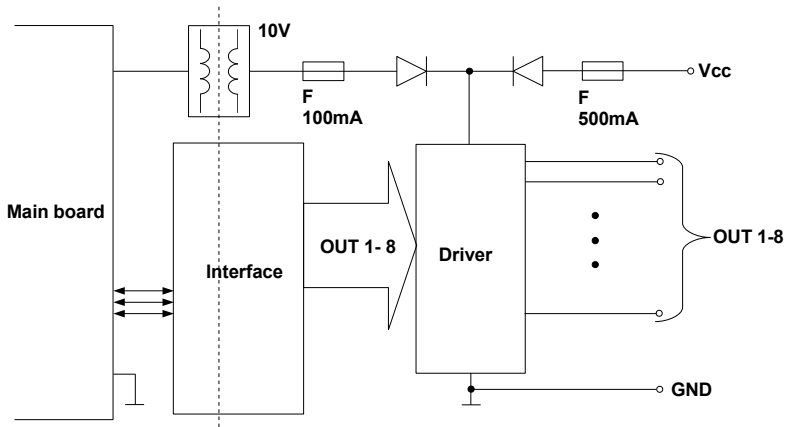 10V
Vcc
F
100mA
F
500mA
Main board
Interface
OUT 1- 8
Driver
OUT 1-8
GND